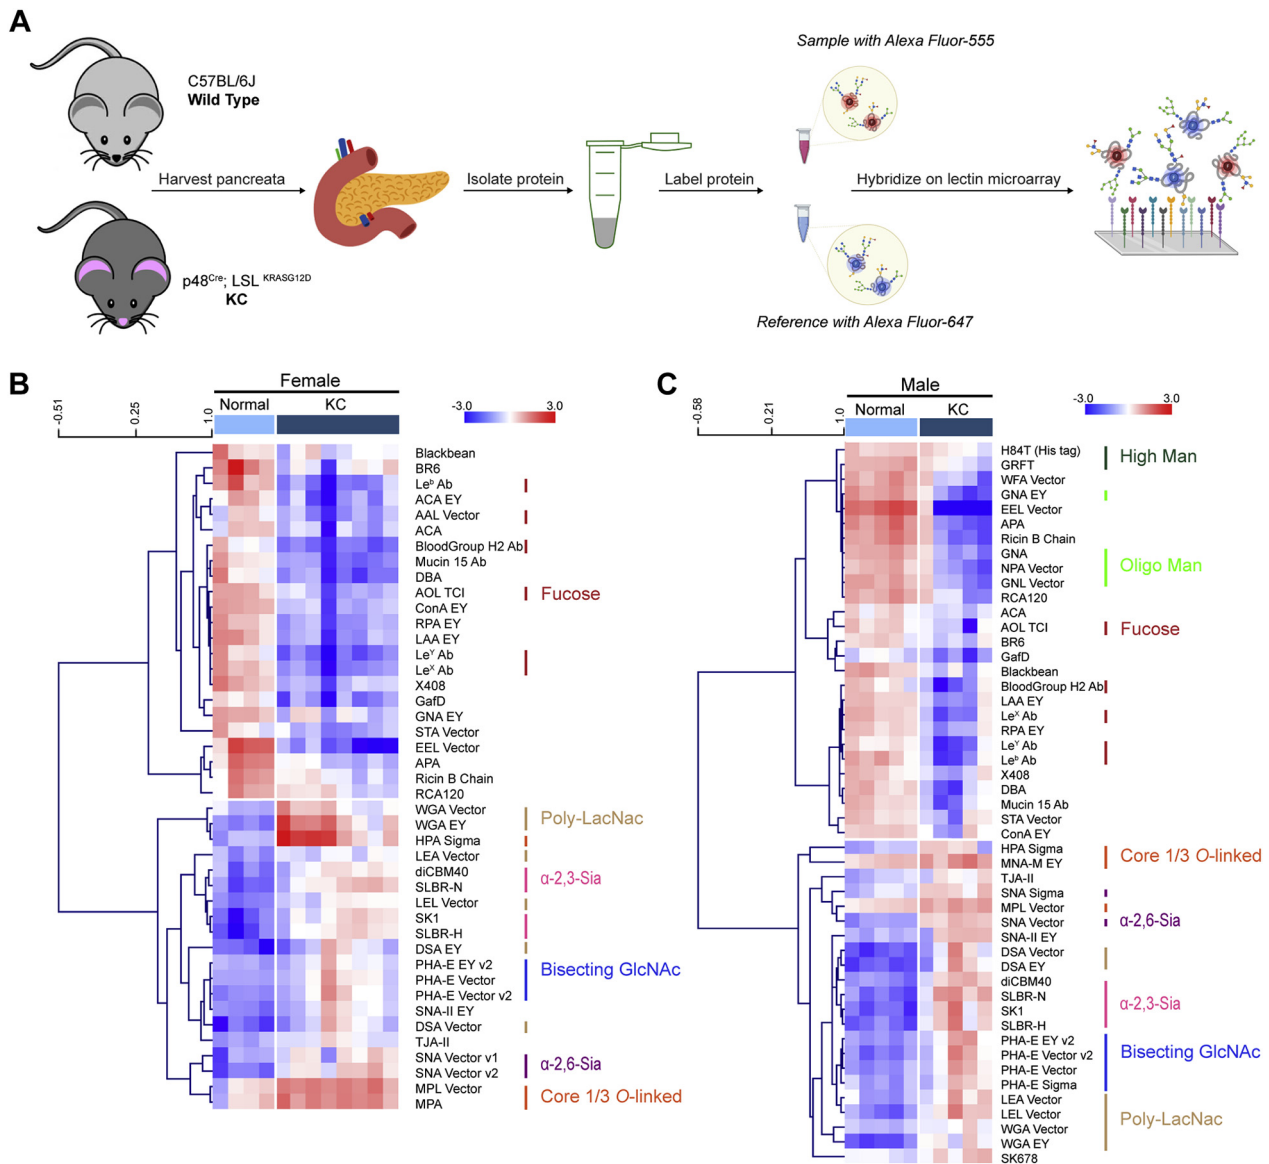 A
Sample with Alexa Fluor-555
C57BL/6J
Wild Type
Harvest pancreata
Isolate protein
Label protein
Hybridize on lectin microarray
p48Cre; LSL KRASG12D
KC
Reference with Alexa Fluor-647
B
Female
Normal
KC
-0.51
0.25
1.0
-3.0
3.0
Blackbean
BR6
Leᵇ Ab
ACA EY
AAL Vector
ACA
BloodGroup H2 Ab
Mucin 15 Ab
DBA
AOL TCI
ConA EY
RPA EY
LAA EY
Leʸ Ab
Leˣ Ab
X408
GafD
GNA EY
STA Vector
EEL Vector
APA
Ricin B Chain
RCA120
WGA Vector
WGA EY
HPA Sigma
LEA Vector
diCBM40
SLBR-N
LEL Vector
SK1
SLBR-H
DSA EY
PHA-E EY v2
PHA-E Vector
PHA-E Vector v2
SNA-II EY
DSA Vector
TJA-II
SNA Vector v1
SNA Vector v2
MPL Vector
MPA
Fucose
Poly-LacNac
α-2,3-Sia
Bisecting GlcNAc
α-2,6-Sia
Core 1/3 O-linked
C
Male
Normal
KC
-0.58
0.21
1.0
-3.0
3.0
H84T (His tag)
GRFT
WFA Vector
GNA EY
EEL Vector
APA
Ricin B Chain
GNA
NPA Vector
GNL Vector
RCA120
ACA
AOL TCI
BR6
GafD
Blackbean
BloodGroup H2 Ab
LAA EY
Leˣ Ab
RPA EY
Leʸ Ab
Leᵇ Ab
X408
DBA
Mucin 15 Ab
STA Vector
ConA EY
HPA Sigma
MNA-M EY
TJA-II
SNA Sigma
MPL Vector
SNA Vector
SNA-II EY
DSA Vector
DSA EY
diCBM40
SLBR-N
SK1
SLBR-H
PHA-E EY v2
PHA-E Vector v2
PHA-E Vector
PHA-E Sigma
LEA Vector
LEL Vector
WGA Vector
WGA EY
SK678
High Man
Oligo Man
Fucose
Core 1/3 O-linked
α-2,6-Sia
α-2,3-Sia
Bisecting GlcNAc
Poly-LacNac